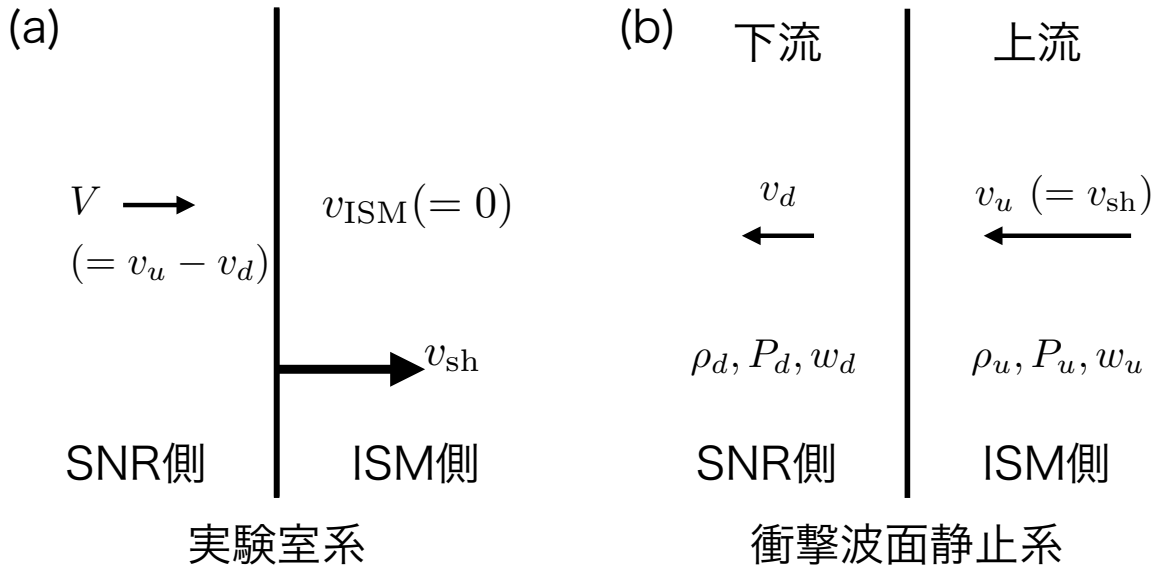 (a)
V
(= v_u − v_d)
v_ISM(= 0)
v_sh
SNR側
ISM側
実験室系
(b)
下流
上流
v_d
v_u (= v_sh)
ρ_d, P_d, w_d
ρ_u, P_u, w_u
SNR側
ISM側
衝撃波面静止系